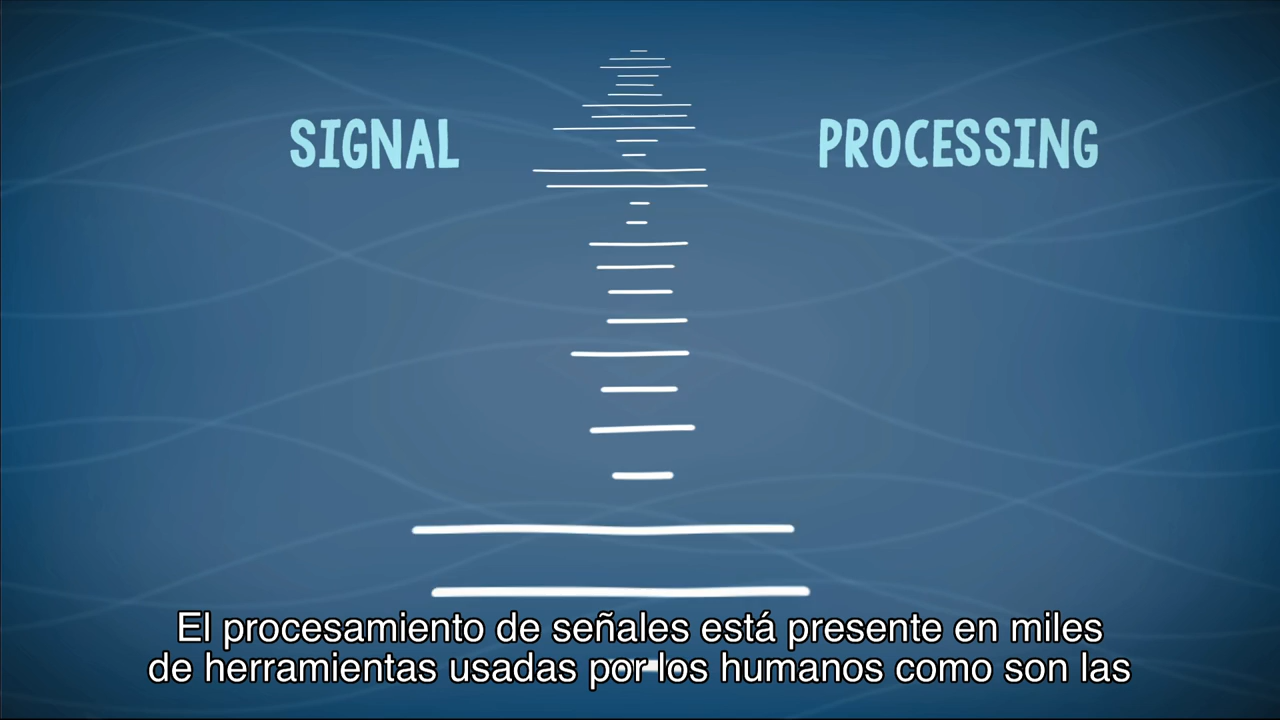 SIGNAL PROCESSING
El procesamiento de señales está presente en miles
de herramientas usadas por los humanos como son las